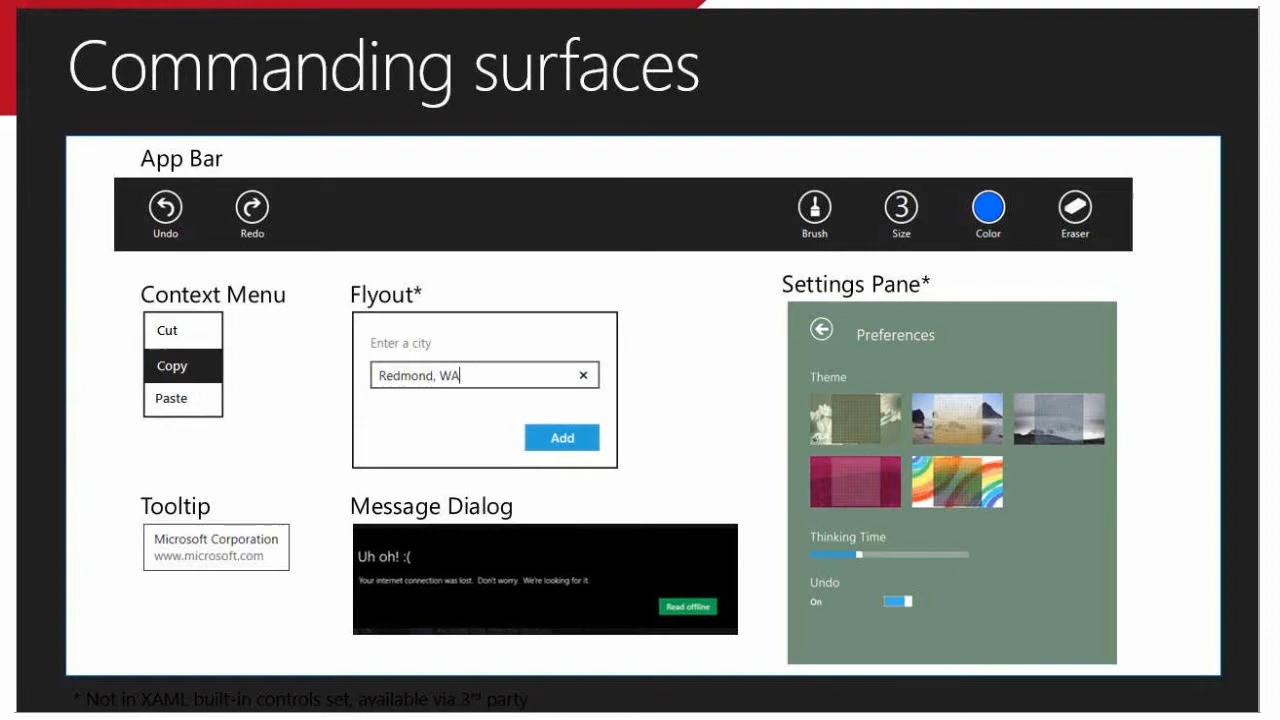 Commanding surfaces
App Bar
Undo
Redo
Brush
3
Size
Color
Eraser
Context Menu
Cut
Copy
Paste
Flyout*
Enter a city
Redmond, WA
Add
Settings Pane*
Preferences
Theme
Thinking Time
Undo
On
Tooltip
Microsoft Corporation
www.microsoft.com
Message Dialog
Uh oh! :(
Your internet connection was lost. Don't worry. We're looking for it.
Read offline
* Not in XAML built-in controls set, available via 3rd party